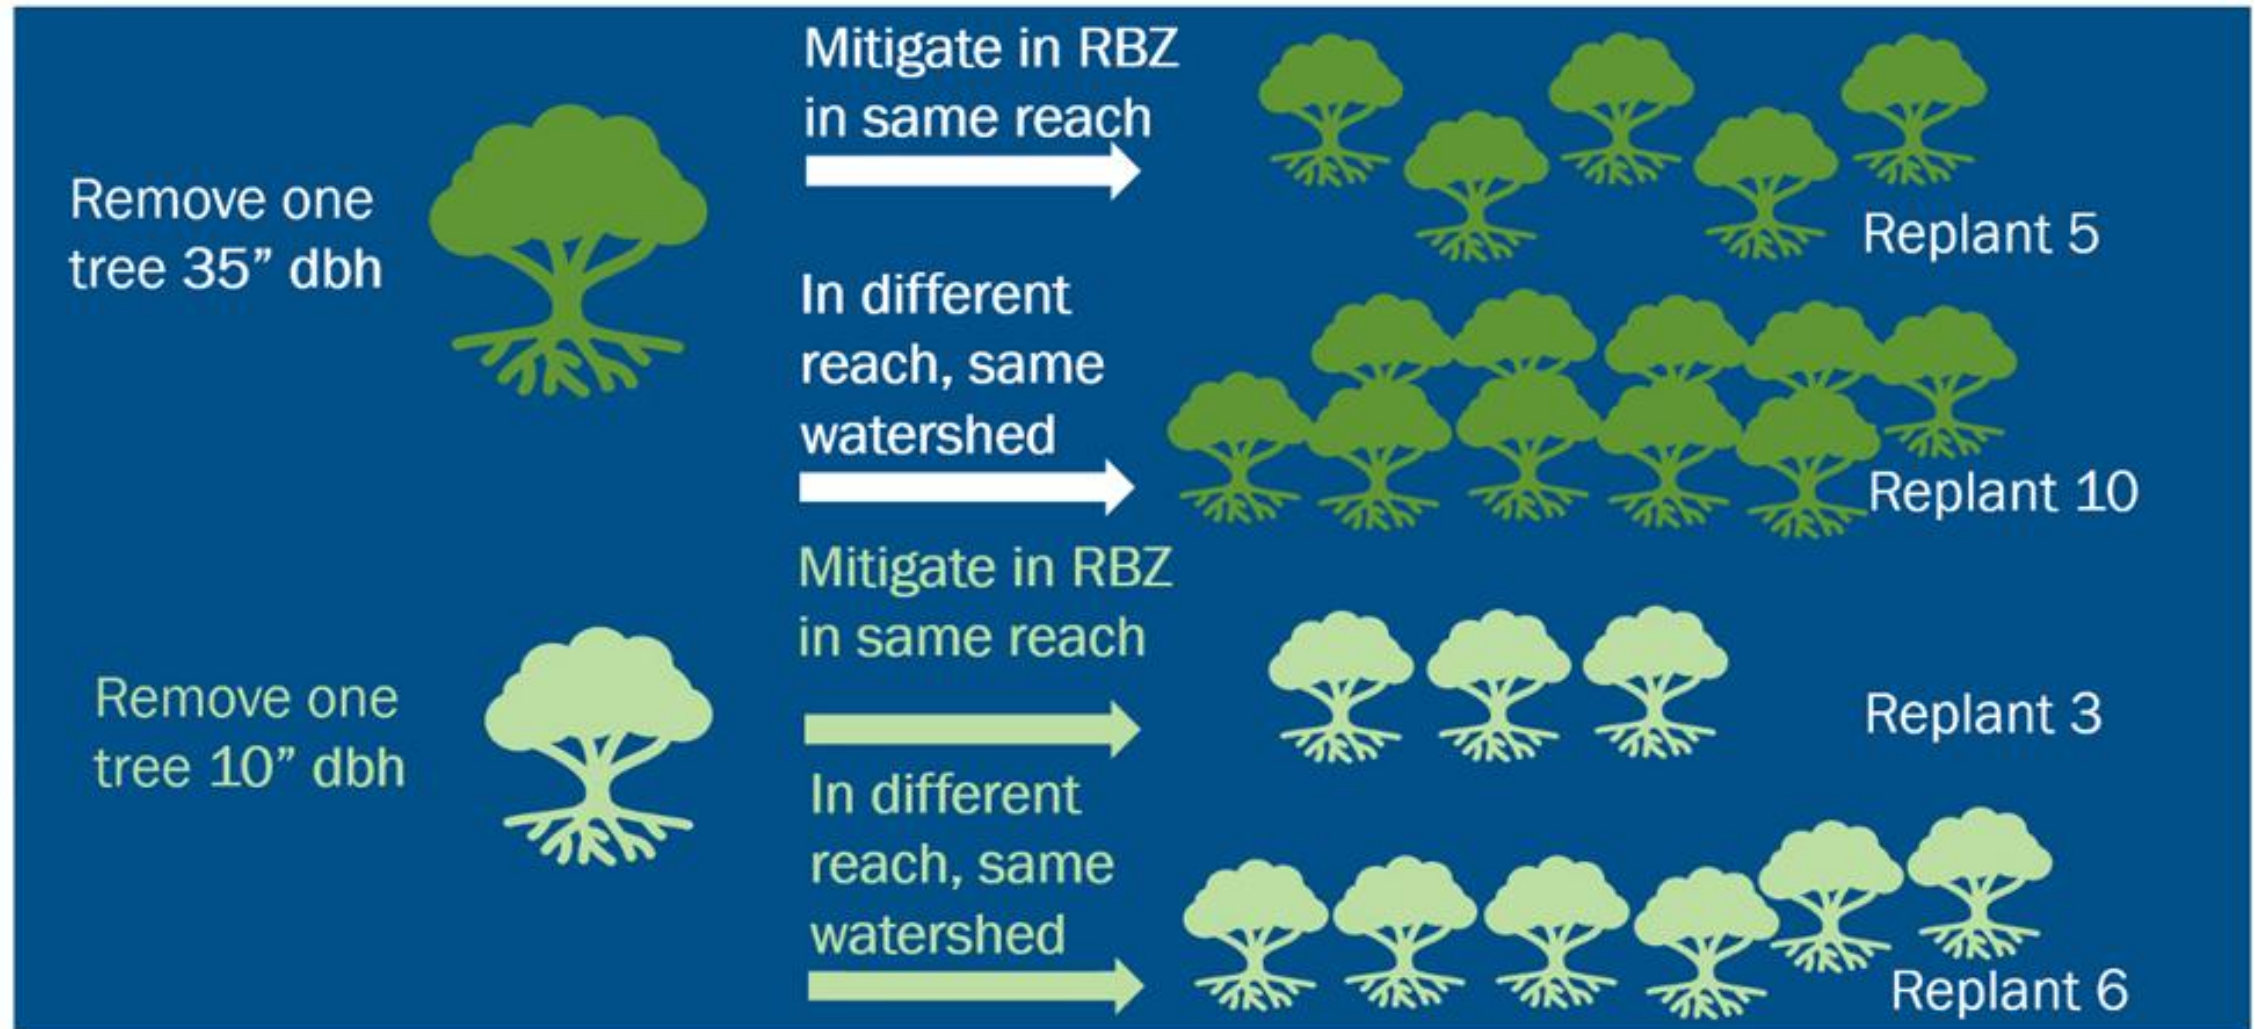 Remove one
tree 35” dbh
Mitigate in RBZ
in same reach
Replant 5
In different
reach, same
watershed
Replant 10
Remove one
tree 10” dbh
Mitigate in RBZ
in same reach
Replant 3
In different
reach, same
watershed
Replant 6